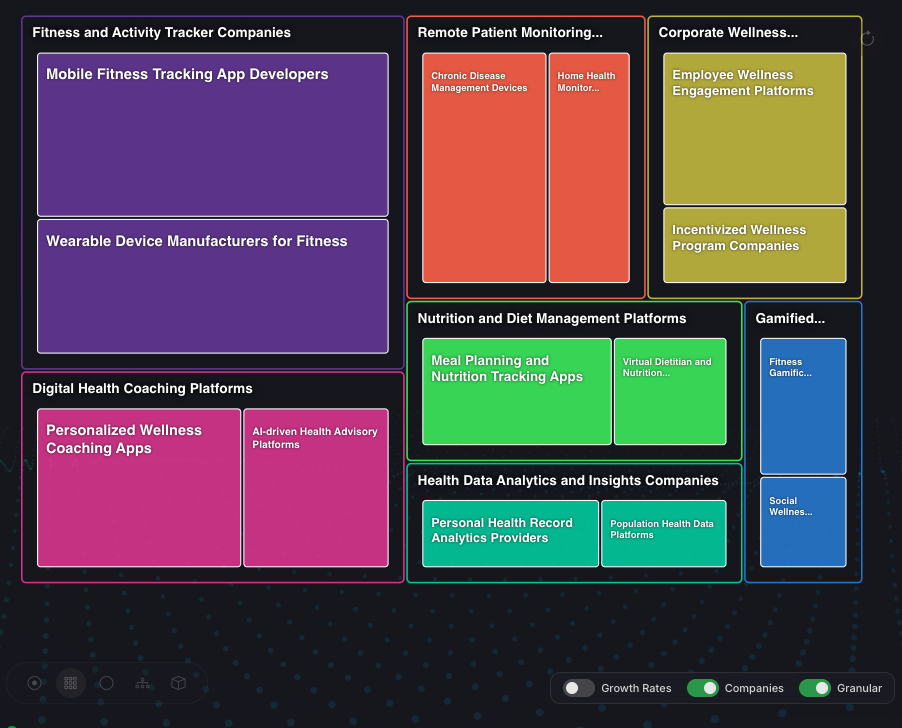 Fitness and Activity Tracker Companies
Mobile Fitness Tracking App Developers
Wearable Device Manufacturers for Fitness
Digital Health Coaching Platforms
Personalized Wellness
Coaching Apps
AI-driven Health Advisory
Platforms
Remote Patient Monitoring...
Chronic Disease
Management Devices
Home Health
Monitor...
Corporate Wellness...
Employee Wellness
Engagement Platforms
Incentivized Wellness
Program Companies
Nutrition and Diet Management Platforms
Meal Planning and
Nutrition Tracking Apps
Virtual Dietitian and
Nutrition...
Health Data Analytics and Insights Companies
Personal Health Record
Analytics Providers
Population Health Data
Platforms
Gamified...
Fitness
Gamific...
Social
Wellnes...
Growth Rates
Companies
Granular